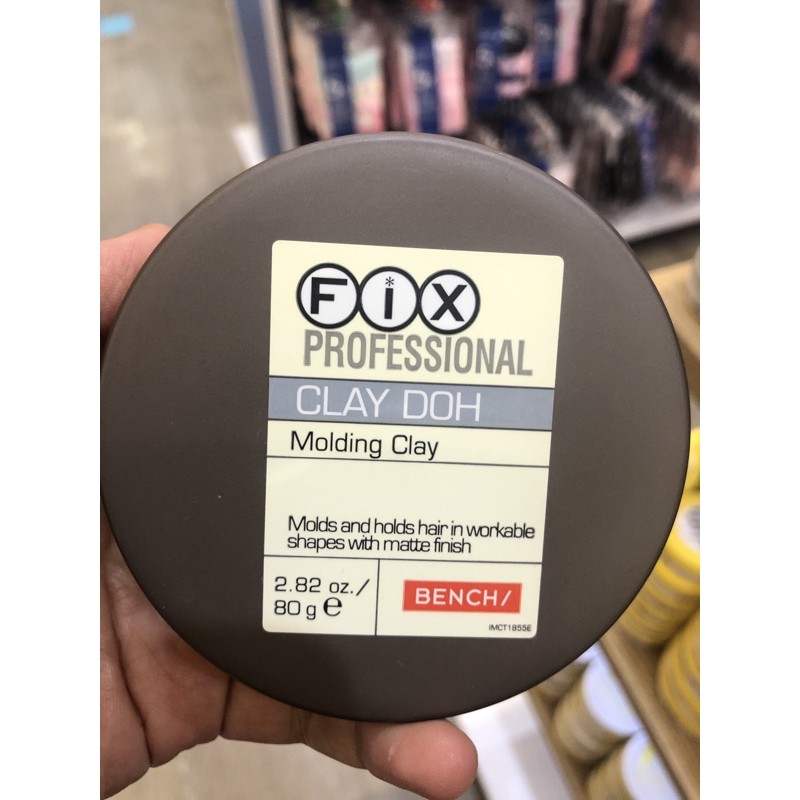 FiX
PROFESSIONAL
CLAY DOH
Molding Clay
Molds and holds hair in workable
shapes with matte finish
2.82 oz./
80 g ℮
BENCH/
IMCT1855E